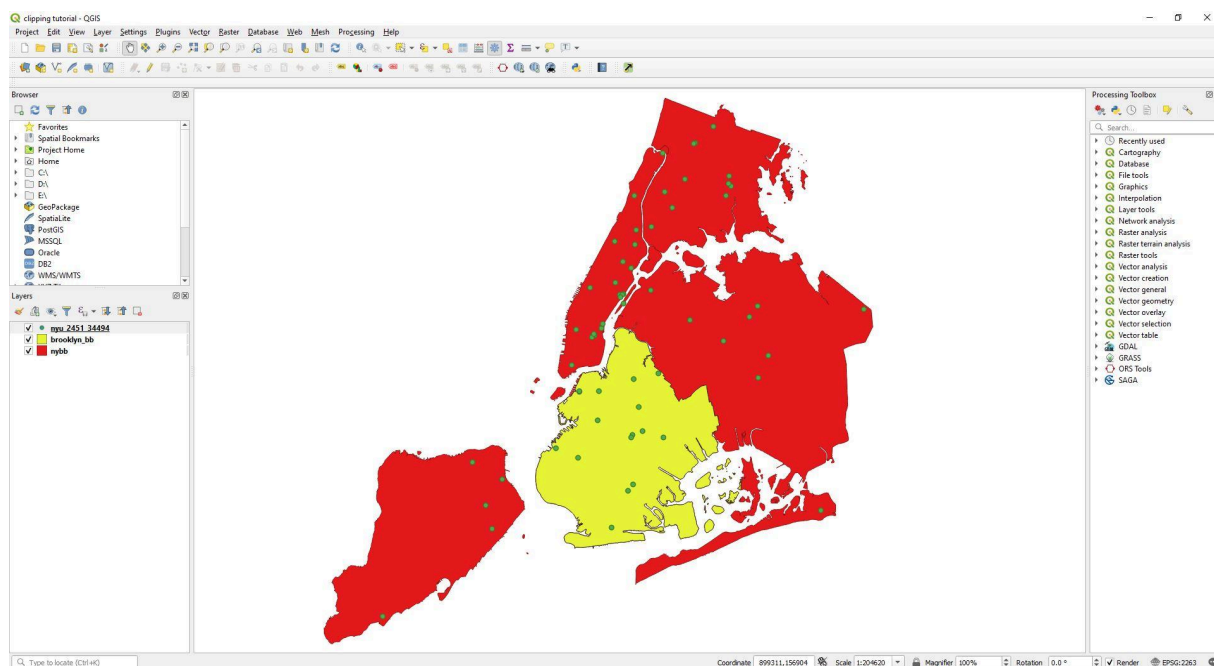 clipping tutorial - QGIS
Project Edit View Layer Settings Plugins Vector Raster Database Web Mesh Processing Help
Browser
Favorites
Spatial Bookmarks
Project Home
Home
C:\
D:\
E:\
GeoPackage
SpatiaLite
PostGIS
MSSQL
Oracle
DB2
WMS/WMTS
Layers
nyu_2451_34494
brooklyn_bb
nybb
Processing Toolbox
Search...
Recently used
Cartography
Database
File tools
Graphics
Interpolation
Layer tools
Network analysis
Raster analysis
Raster terrain analysis
Raster tools
Vector analysis
Vector creation
Vector general
Vector geometry
Vector overlay
Vector selection
Vector table
GDAL
GRASS
ORS Tools
SAGA
Type to locate (Ctrl+K)
Coordinate 899311,156904 Scale 1:204620 Magnifier 100% Rotation 0.0 ° Render EPSG:2263